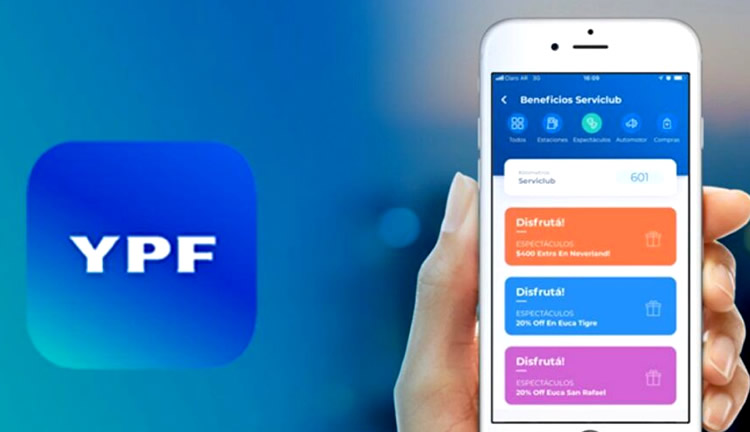 YPF
Claro AR 3G 16:09
Beneficios Serviclub
Todos Estaciones Espectáculos Automotor Compras
Serviclub
601
Disfrutá!
ESPECTÁCULOS
$400 Extra En Neverland!
Disfrutá!
ESPECTÁCULOS
20% Off En Euca Tigre
Disfrutá!
ESPECTÁCULOS
20% Off Euca San Rafael